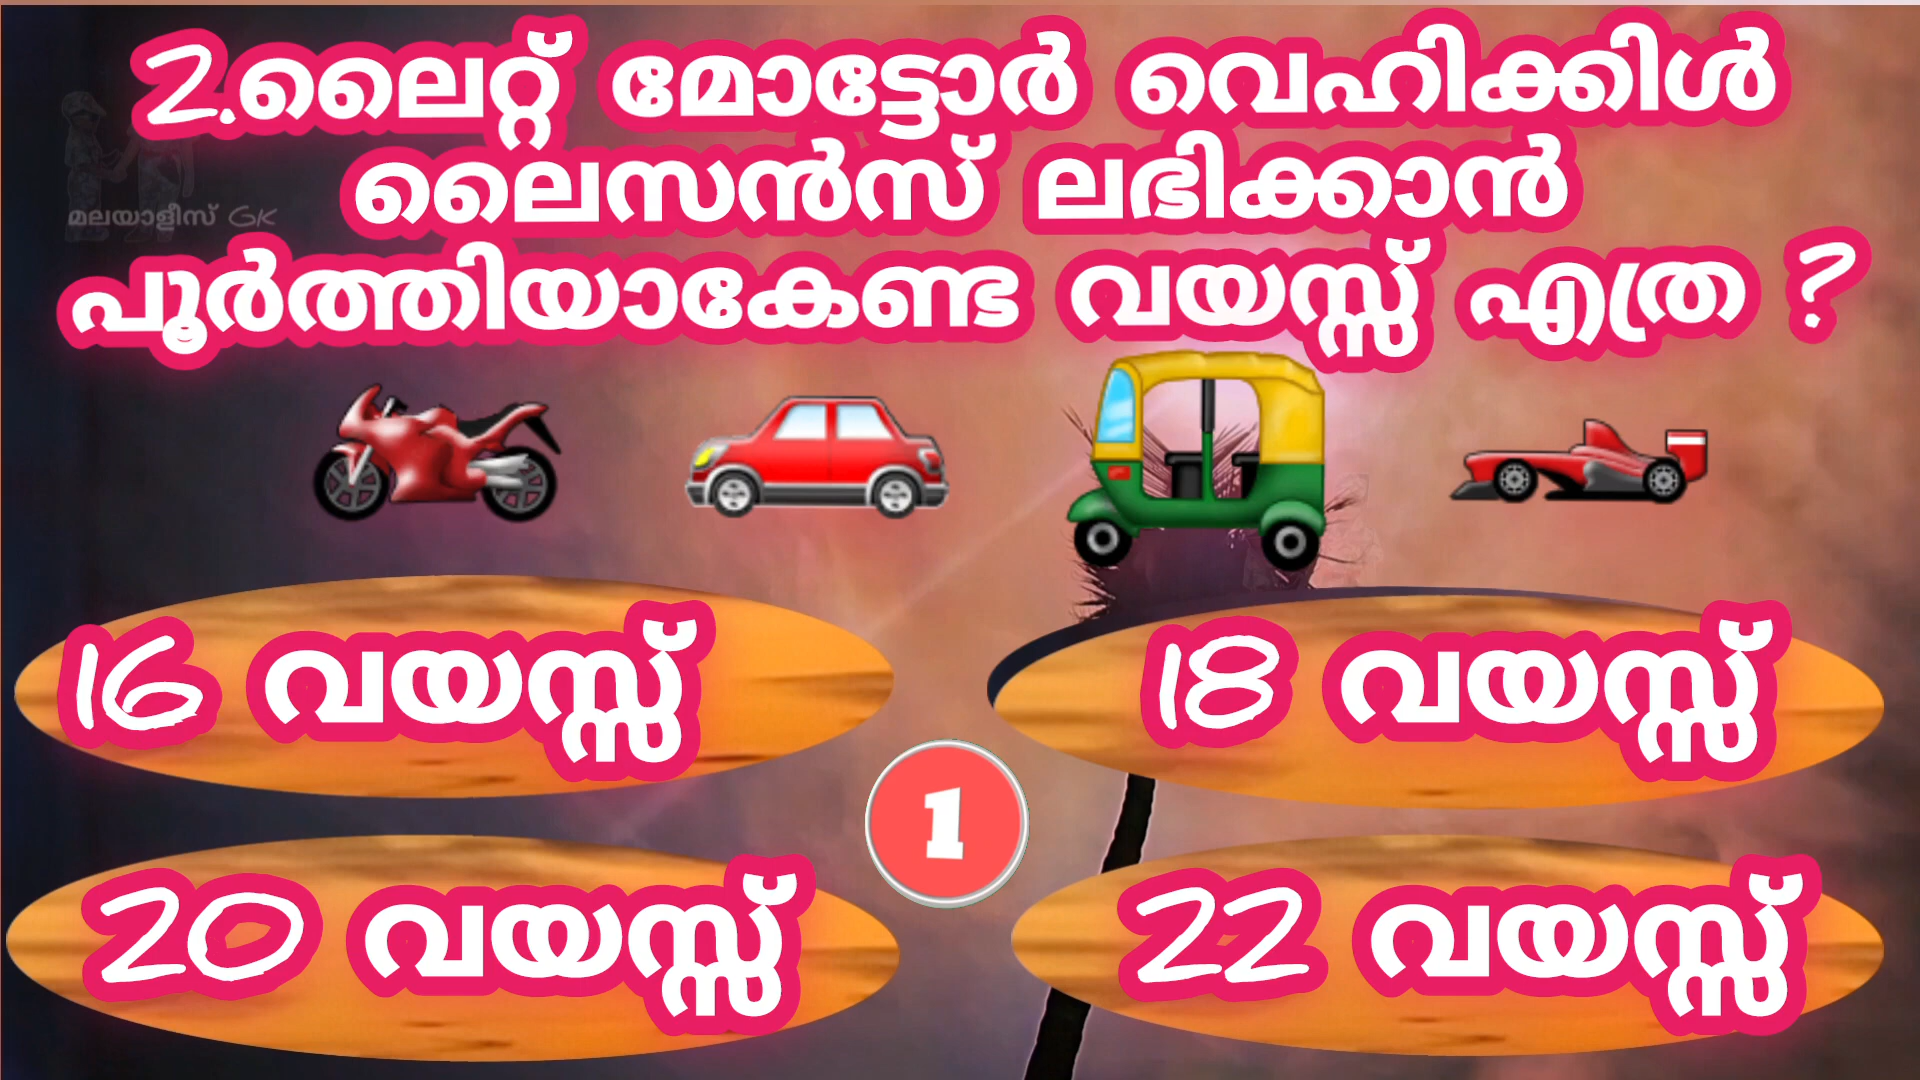 2.ലൈറ്റ് മോട്ടോർ വെഹിക്കിൾ
ലൈസൻസ് ലഭിക്കാൻ
പൂർത്തിയാകേണ്ട വയസ്സ് എത്ര ?
മലയാളീസ് GK
16 വയസ്സ്
18 വയസ്സ്
1
20 വയസ്സ്
22 വയസ്സ്